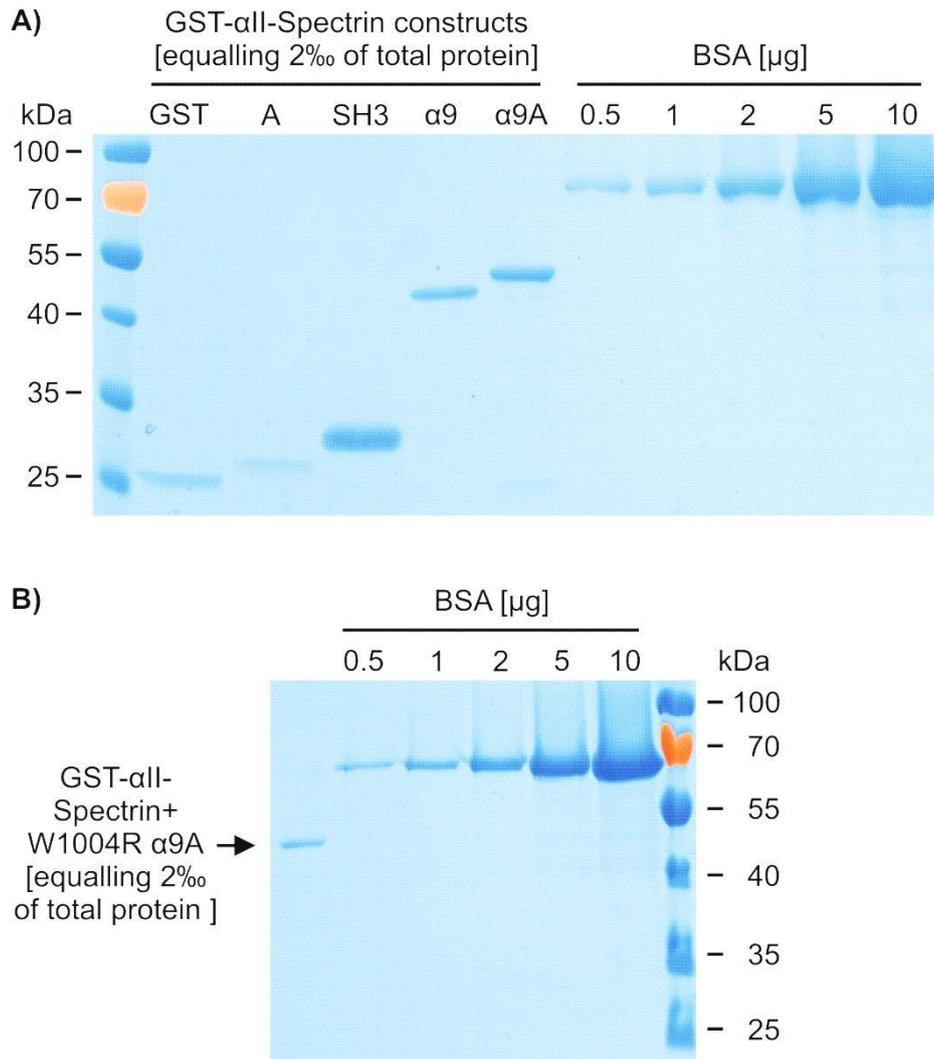 A)
GST-αII-Spectrin constructs
[equalling 2‰ of total protein]
BSA [µg]
kDa GST A SH3 α9 α9A 0.5 1 2 5 10
100
70
55
40
35
25
B)
BSA [µg]
0.5 1 2 5 10 kDa
100
70
55
40
35
25
GST-αII-
Spectrin+
W1004R α9A
[equalling 2‰
of total protein ]